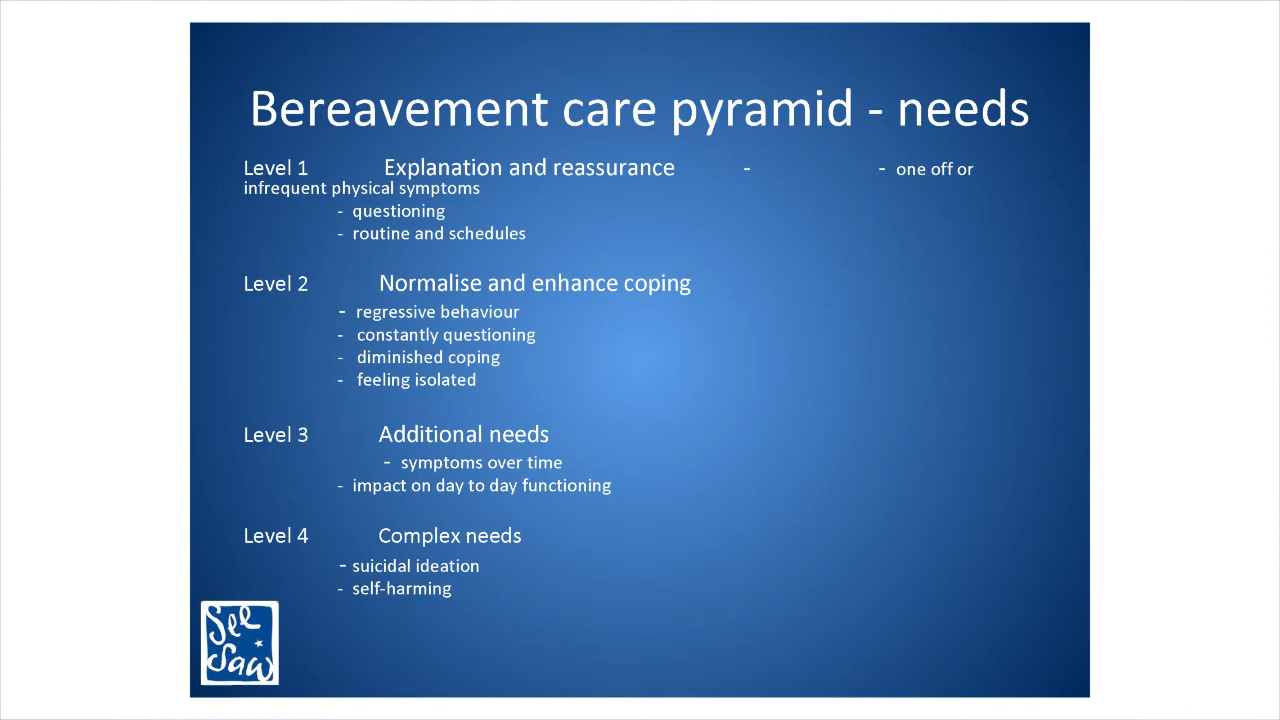 Bereavement care pyramid - needs
Level 1 Explanation and reassurance - - one off or
infrequent physical symptoms
- questioning
- routine and schedules
Level 2 Normalise and enhance coping
- regressive behaviour
- constantly questioning
- diminished coping
- feeling isolated
Level 3 Additional needs
- symptoms over time
- impact on day to day functioning
Level 4 Complex needs
- suicidal ideation
- self-harming
See
Saw